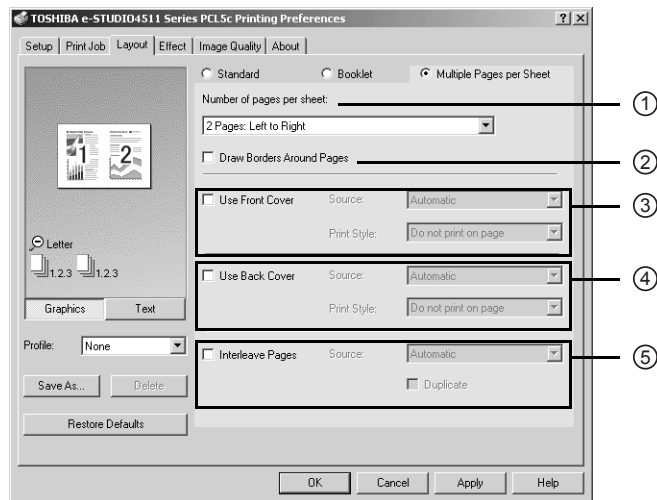 TOSHIBA e-STUDIO4511 Series PCL5c Printing Preferences
Setup Print Job Layout Effect Image Quality About
Standard Booklet Multiple Pages per Sheet
Number of pages per sheet: 1
2 Pages: Left to Right
Draw Borders Around Pages 2
1 2
Use Front Cover Source: Automatic 3
Print Style: Do not print on page
Letter
1.2.3 1.2.3
Use Back Cover Source: Automatic 4
Graphics Text
Print Style: Do not print on page
Profile: None
Interleave Pages Source: Automatic 5
Save As... Delete
Duplicate
Restore Defaults
OK Cancel Apply Help